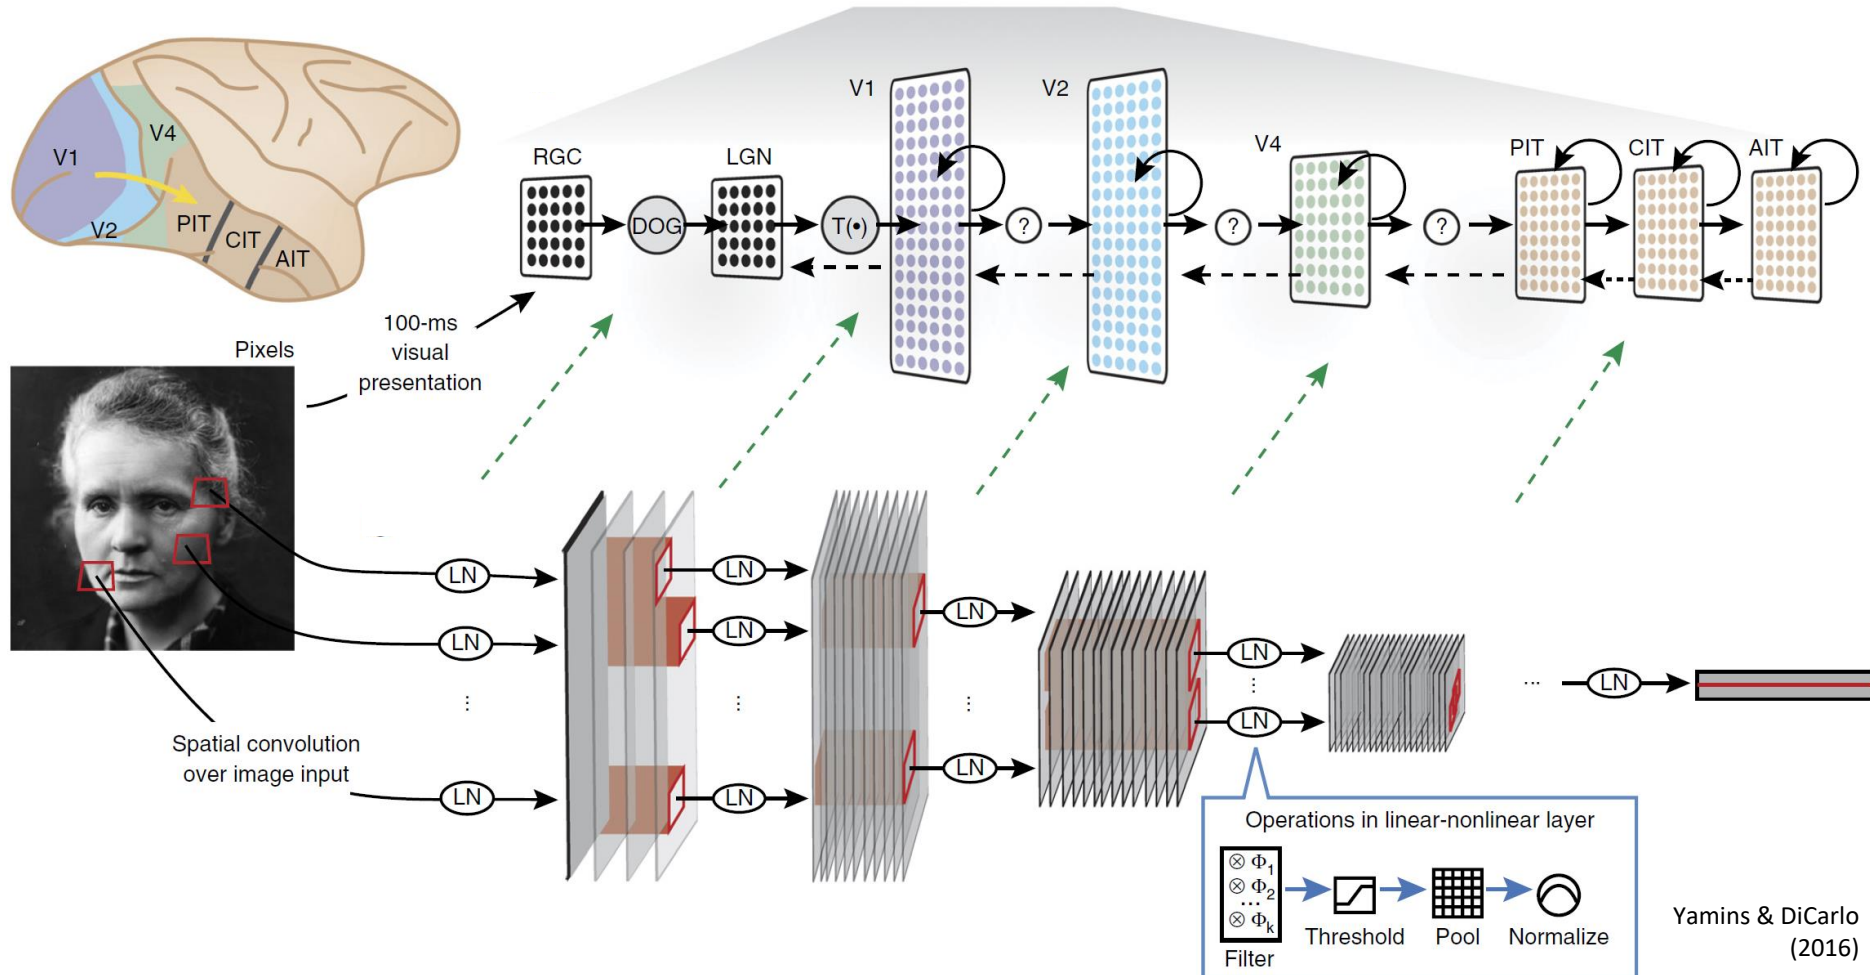 V1
V4
V2
PIT
CIT
AIT
RGC
DOG
LGN
T(•)
V1
?
V2
?
V4
?
PIT
CIT
AIT
100-ms
visual
presentation
Pixels
LN
LN
LN
LN
LN
LN
LN
LN
LN
LN
LN
⋮
⋮
⋮
⋮
...
Spatial convolution
over image input
Operations in linear-nonlinear layer
⊗ Φ1
⊗ Φ2
...
⊗ Φk
Filter
Threshold
Pool
Normalize
Yamins & DiCarlo
(2016)